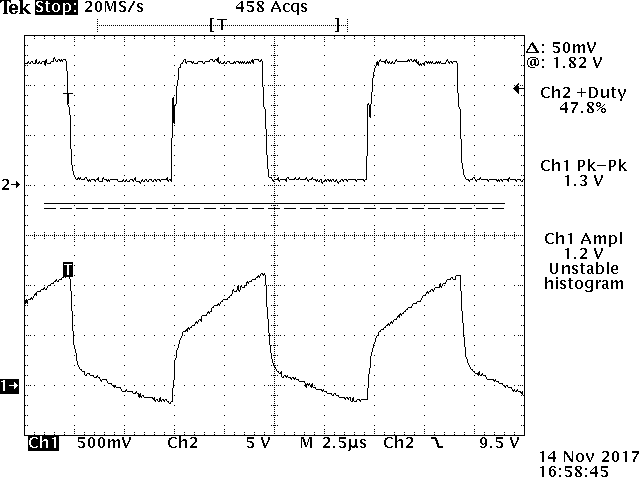 Tek Stop: 20MS/s 458 Acqs
[ T ]
Δ: 50mV
@: 1.82 V
Ch2 +Duty
47.8%
2
Ch1 Pk-Pk
1.3 V
Ch1 Ampl
1.2 V
Unstable
histogram
T
1
Ch1 500mV Ch2 5 V M 2.5µs Ch2 9.5 V
14 Nov 2017
16:58:45